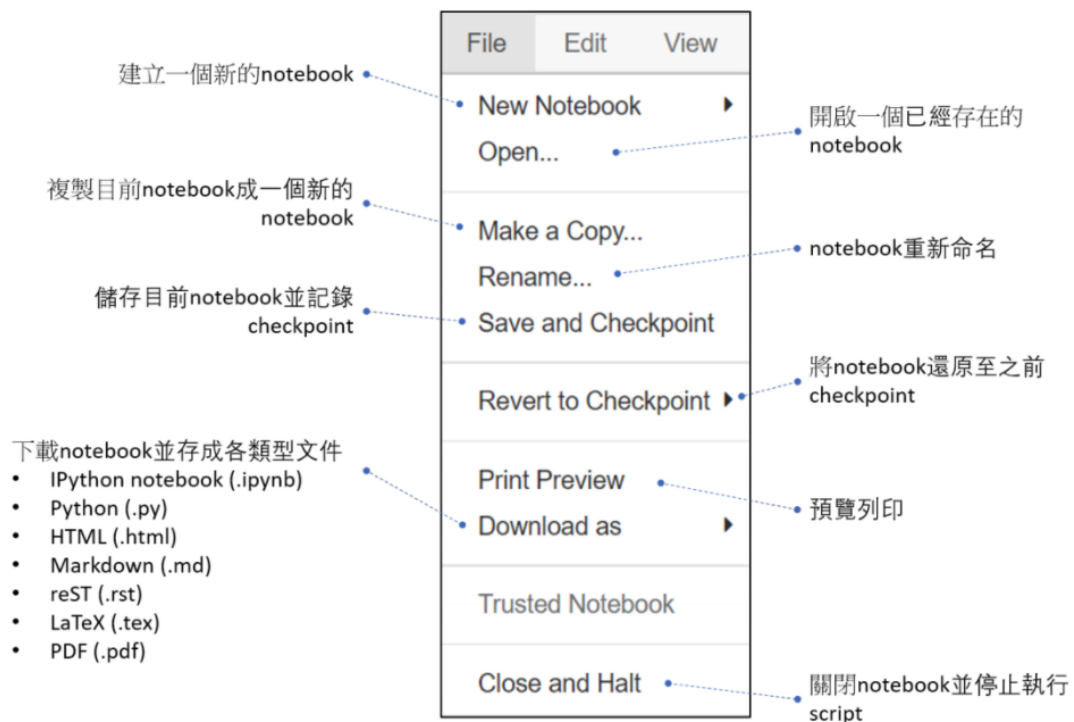 File Edit View
建立一個新的notebook
New Notebook
開啟一個已經存在的
notebook
Open...
複製目前notebook成一個新的
notebook
Make a Copy...
notebook重新命名
Rename...
儲存目前notebook並記錄
checkpoint
Save and Checkpoint
將notebook還原至之前
checkpoint
Revert to Checkpoint
下載notebook並存成各類型文件
• IPython notebook (.ipynb)
• Python (.py)
• HTML (.html)
• Markdown (.md)
• reST (.rst)
• LaTeX (.tex)
• PDF (.pdf)
Print Preview
預覽列印
Download as
Trusted Notebook
Close and Halt
關閉notebook並停止執行
script